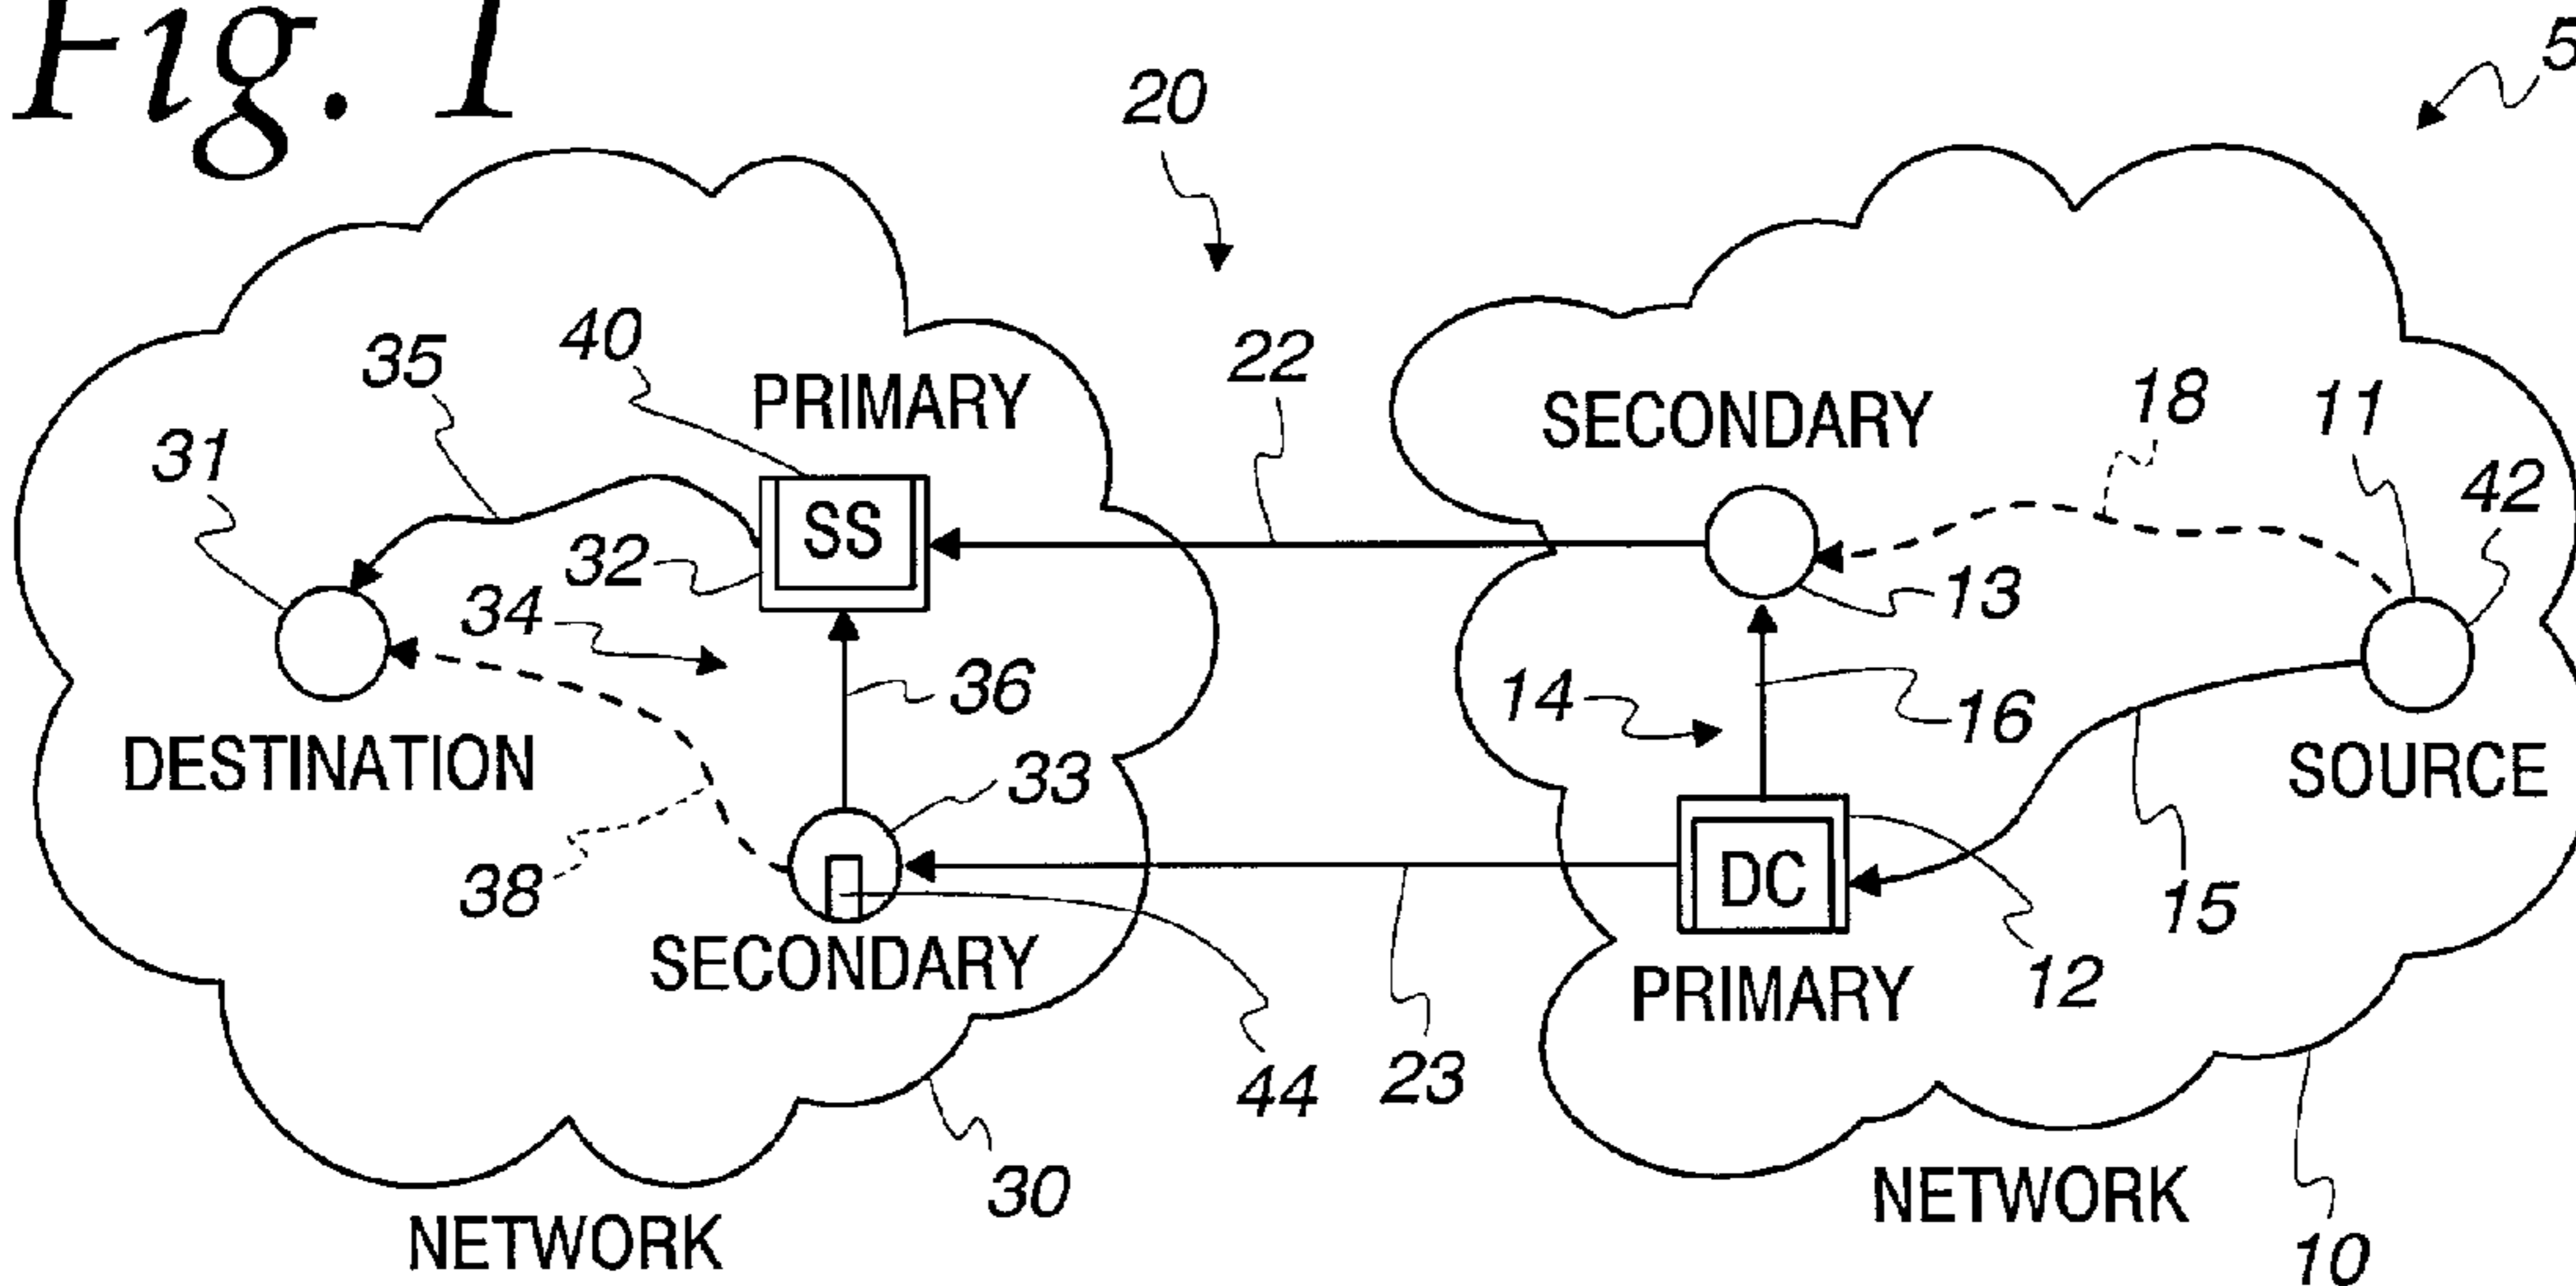 Fig. 1
5
20
35
40
PRIMARY
22
SECONDARY
18
11
42
31
SS
32
13
34
36
14
16
DESTINATION
33
SOURCE
38
DC
15
SECONDARY
PRIMARY
12
44
23
30
NETWORK
NETWORK
10